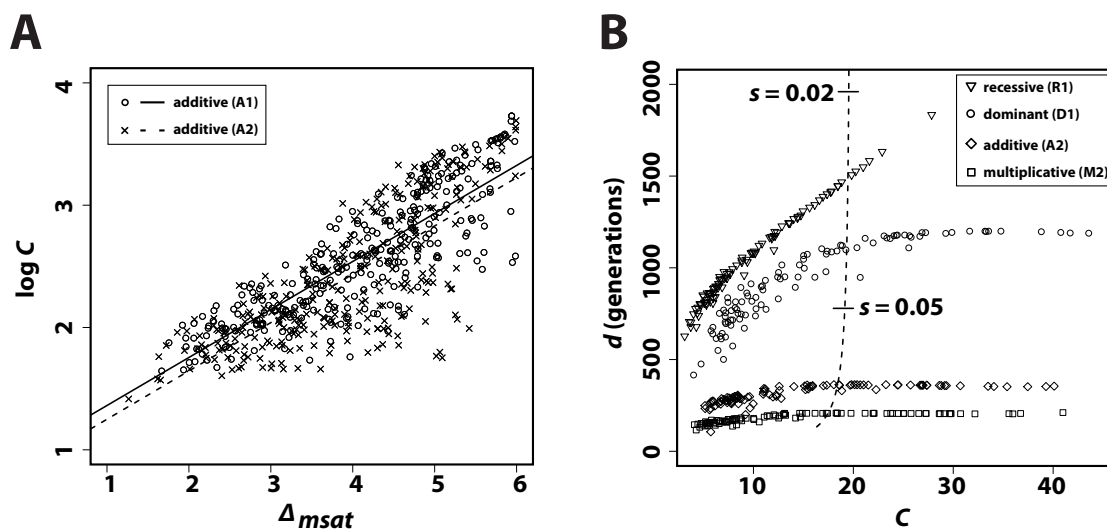 A
additive (A1)
additive (A2)
log C
4
3
2
1
1 2 3 4 5 6
Δmsat
B
recessive (R1)
dominant (D1)
additive (A2)
multiplicative (M2)
s = 0.02
s = 0.05
d (generations)
2000
1500
1000
500
0
10 20 30 40
C